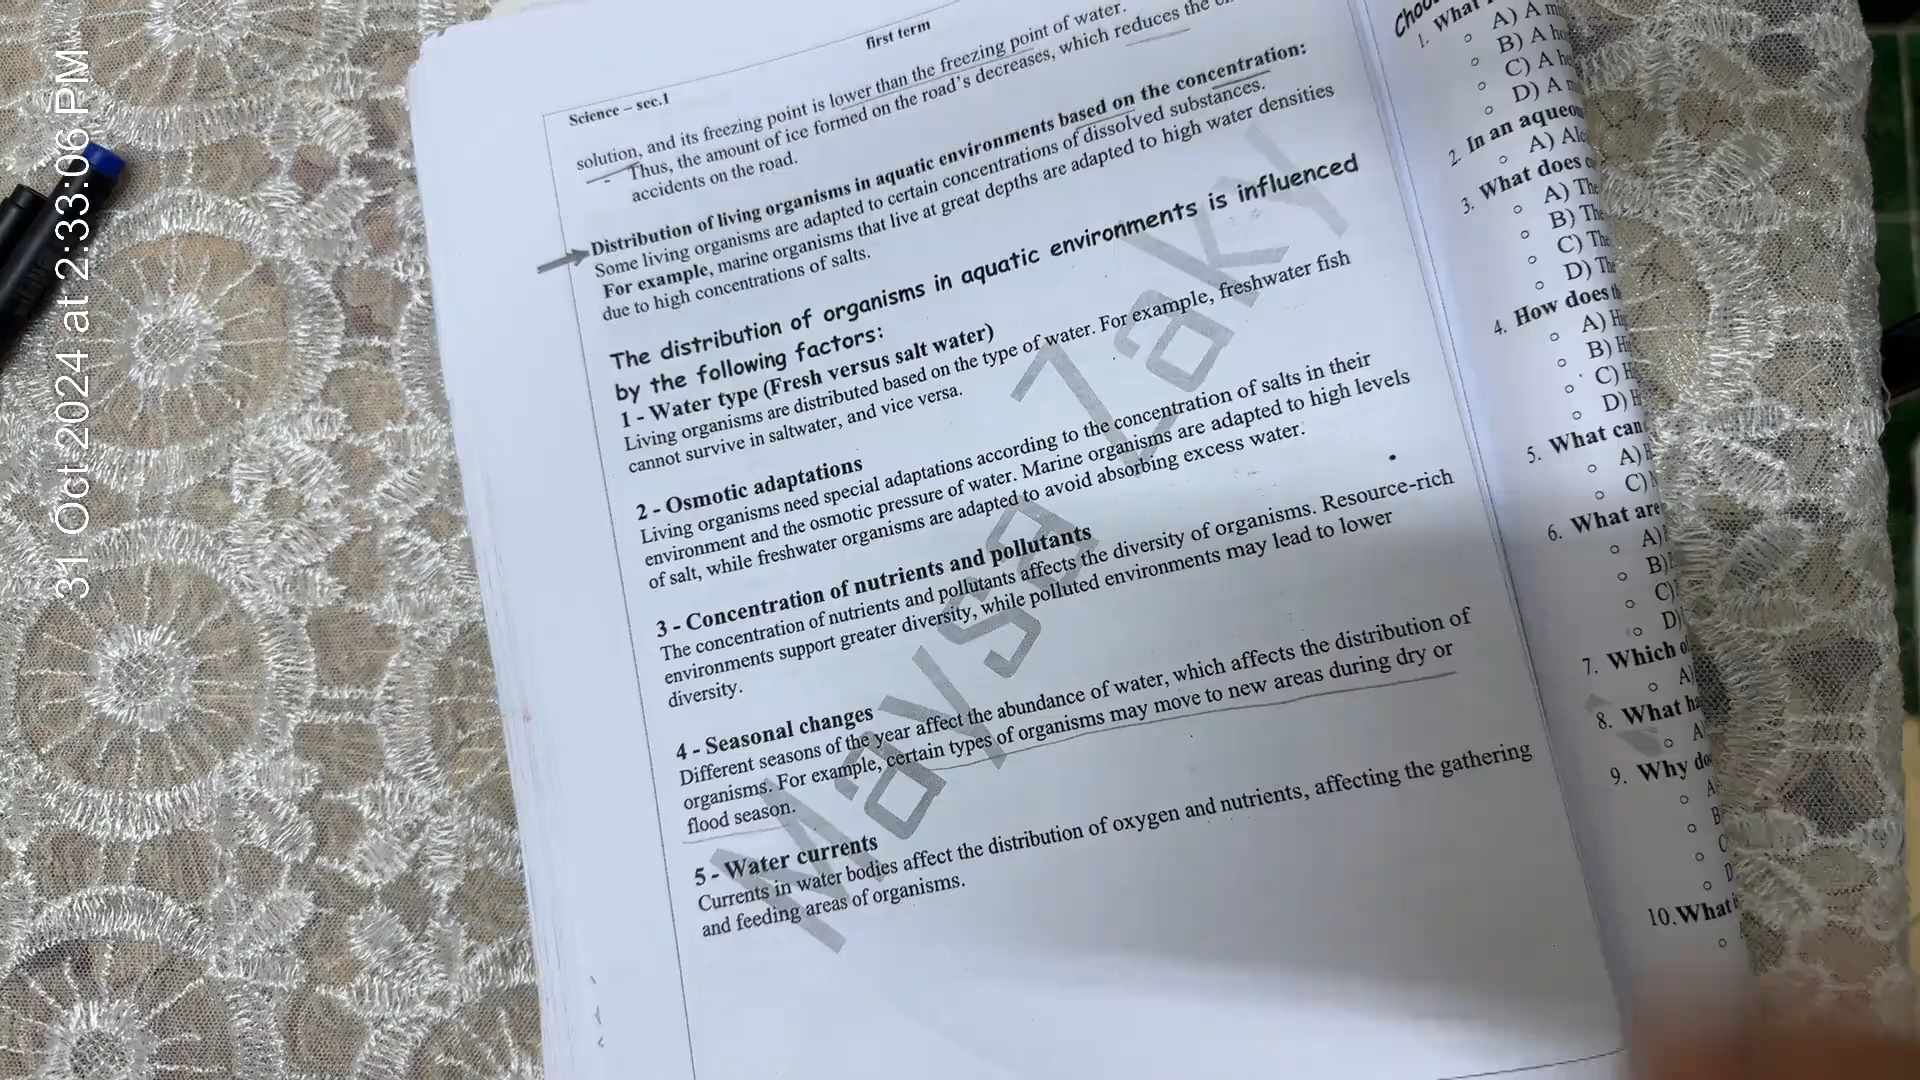 31 Oct 2024 at 2:33:06 PM
Science – sec.1
first term
solution, and its freezing point is lower than the freezing point of water.
- Thus, the amount of ice formed on the road's decreases, which reduces the
accidents on the road.
Distribution of living organisms in aquatic environments based on the concentration:
Some living organisms are adapted to certain concentrations of dissolved substances.
For example, marine organisms that live at great depths are adapted to high water densities
due to high concentrations of salts.
The distribution of organisms in aquatic environments is influenced
by the following factors:
1 - Water type (Fresh versus salt water)
Living organisms are distributed based on the type of water. For example, freshwater fish
cannot survive in saltwater, and vice versa.
2 - Osmotic adaptations
Living organisms need special adaptations according to the concentration of salts in their
environment and the osmotic pressure of water. Marine organisms are adapted to high levels
of salt, while freshwater organisms are adapted to avoid absorbing excess water.
3 - Concentration of nutrients and pollutants
The concentration of nutrients and pollutants affects the diversity of organisms. Resource-rich
environments support greater diversity, while polluted environments may lead to lower
diversity.
4 - Seasonal changes
Different seasons of the year affect the abundance of water, which affects the distribution of
organisms. For example, certain types of organisms may move to new areas during dry or
flood season.
5 - Water currents
Currents in water bodies affect the distribution of oxygen and nutrients, affecting the gathering
and feeding areas of organisms.
Maysa Zaky
1. What
A) A
B) A
C) A
D) A
2. In an
A)
3. What does
A) The
B) The
C) The
D) The
4. How does
A)
B)
C)
D)
5. What can
A)
C)
6. What are
A)
B)
C)
D)
7. Which
A)
8. What
A
9. Why
A
B
C
D
10. What